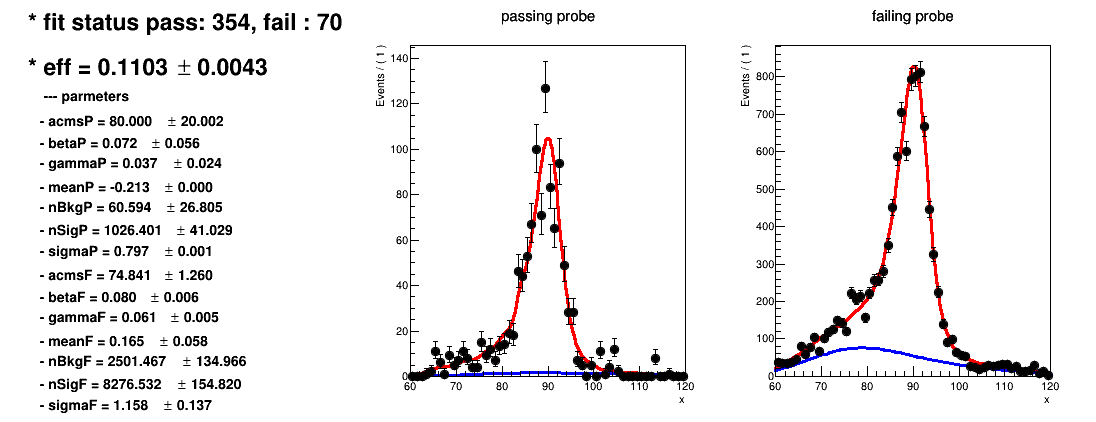 * fit status pass: 354, fail : 70
* eff = 0.1103 ± 0.0043
--- parmeters
- acmsP = 80.000 ± 20.002
- betaP = 0.072 ± 0.056
- gammaP = 0.037 ± 0.024
- meanP = -0.213 ± 0.000
- nBkgP = 60.594 ± 26.805
- nSigP = 1026.401 ± 41.029
- sigmaP = 0.797 ± 0.001
- acmsF = 74.841 ± 1.260
- betaF = 0.080 ± 0.006
- gammaF = 0.061 ± 0.005
- meanF = 0.165 ± 0.058
- nBkgF = 2501.467 ± 134.966
- nSigF = 8276.532 ± 154.820
- sigmaF = 1.158 ± 0.137
passing probe
Events / ( 1 )
140
120
100
80
60
40
20
0
60 70 80 90 100 110 120
x
failing probe
Events / ( 1 )
800
700
600
500
400
300
200
100
0
60 70 80 90 100 110 120
x